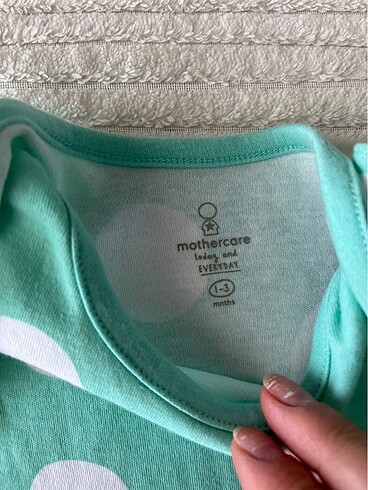 mothercare
today and
EVERYDAY
1-3
mnths